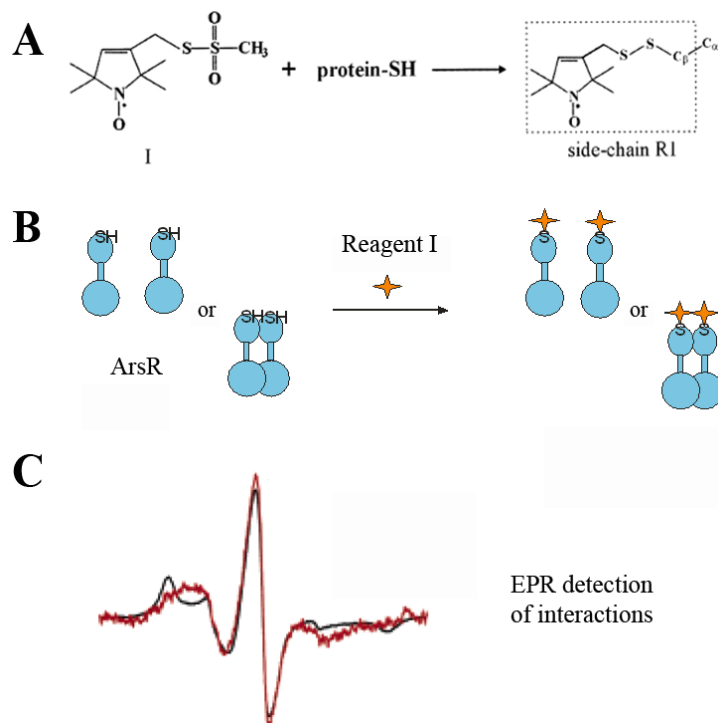 A
O
S-S-CH₃
O
N
O
I
+ protein-SH
S
S
Cβ
Cα
N
O
side-chain R1
B
SH
SH
SH SH
or
ArsR
Reagent I
S
S
or
S S
C
EPR detection
of interactions